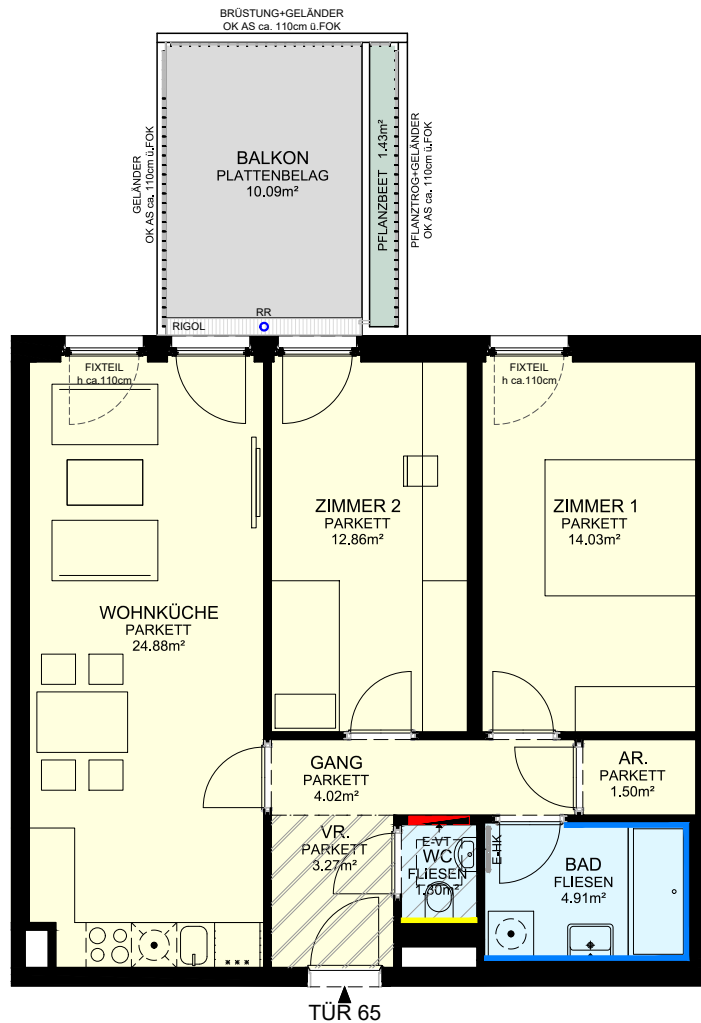 BRÜSTUNG+GELÄNDER
OK AS ca. 110cm ü.FOK
GELÄNDER
OK AS ca. 110cm ü.FOK
BALKON
PLATTENBELAG
10.09m²
PFLANZBEET 1.43m²
PFLANZTROG+GELÄNDER
OK AS ca. 110cm ü.FOK
RR
RIGOL
FIXTEIL
h ca.110cm
FIXTEIL
h ca.110cm
ZIMMER 2
PARKETT
12.86m²
ZIMMER 1
PARKETT
14.03m²
WOHNKÜCHE
PARKETT
24.88m²
GANG
PARKETT
4.02m²
AR.
PARKETT
1.50m²
VR.
PARKETT
3.27m²
E-VT
WC
FLIESEN
1.30m²
E-HK
BAD
FLIESEN
4.91m²
TÜR 65